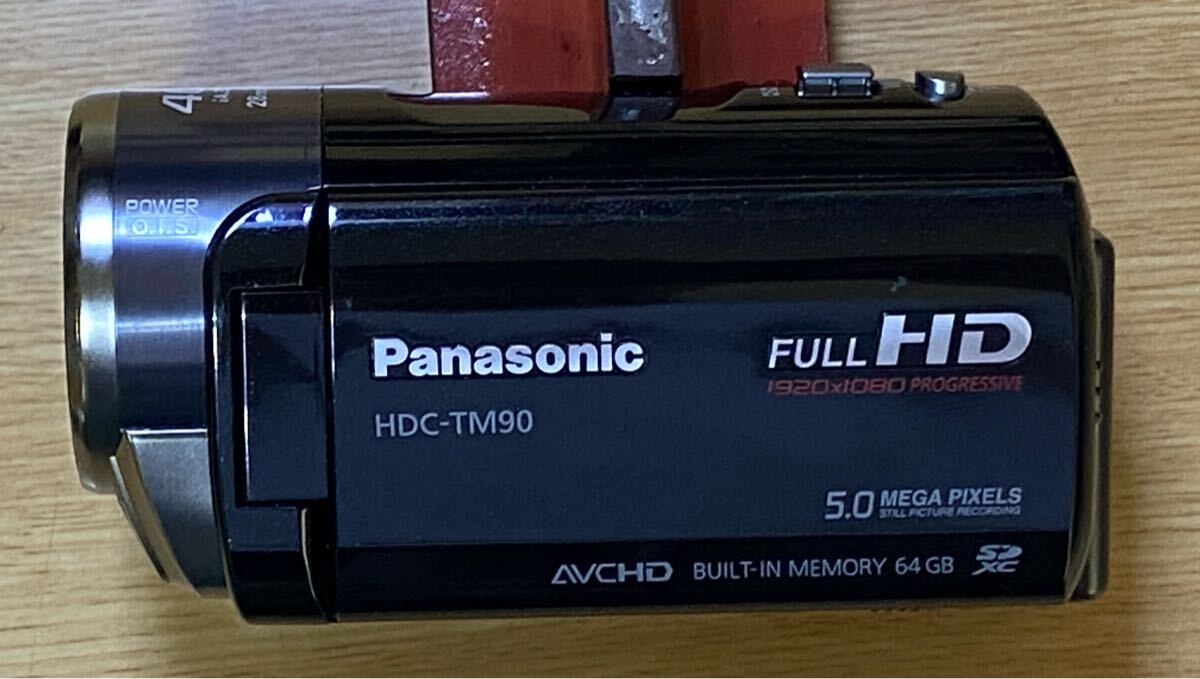 POWER
O.I.S.
Panasonic
HDC-TM90
FULL HD
1920x1080 PROGRESSIVE
5.0 MEGA PIXELS
STILL PICTURE RECORDING
AVCHD BUILT-IN MEMORY 64 GB SD
XC